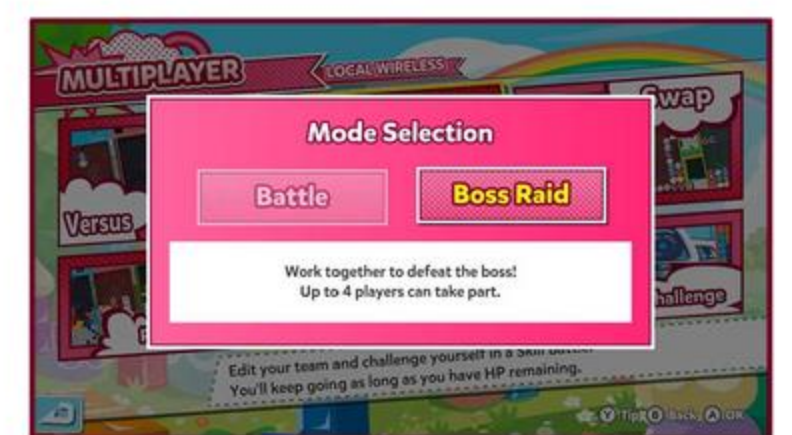 MULTIPLAYER
LOCAL WIRELESS
Swap
Mode Selection
Battle
Boss Raid
Versus
Work together to defeat the boss!
Up to 4 players can take part.
hallenge
Edit your team and challenge yourself in a Skill
You'll keep going as long as you have HP remaining.
Y Tips B Back A OK